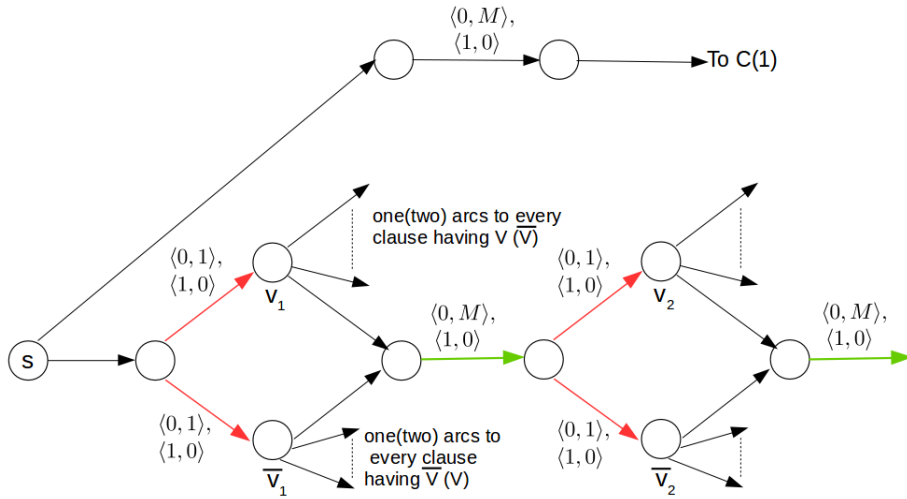 ⟨0, M⟩,
⟨1, 0⟩
To C(1)
one(two) arcs to every
clause having V (V̅)
⟨0, 1⟩,
⟨1, 0⟩
v₁
⟨0, 1⟩,
⟨1, 0⟩
v₂
⟨0, M⟩,
⟨1, 0⟩
⟨0, M⟩,
⟨1, 0⟩
s
⟨0, 1⟩,
⟨1, 0⟩
v̅₁
one(two) arcs to
every clause
having V̅ (V)
⟨0, 1⟩,
⟨1, 0⟩
v̅₂